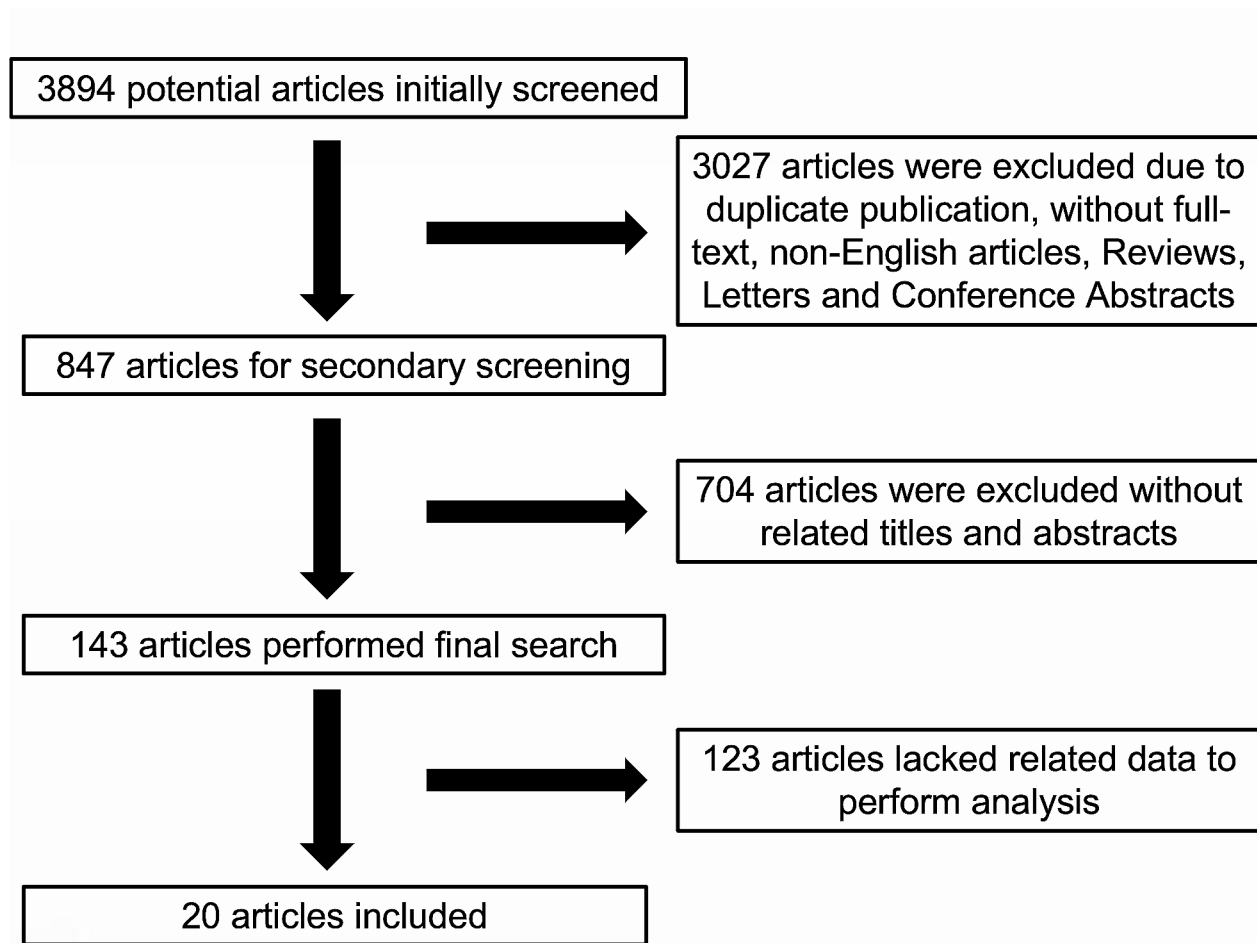 3894 potential articles initially screened
3027 articles were excluded due to
duplicate publication, without full-
text, non-English articles, Reviews,
Letters and Conference Abstracts
847 articles for secondary screening
704 articles were excluded without
related titles and abstracts
143 articles performed final search
123 articles lacked related data to
perform analysis
20 articles included